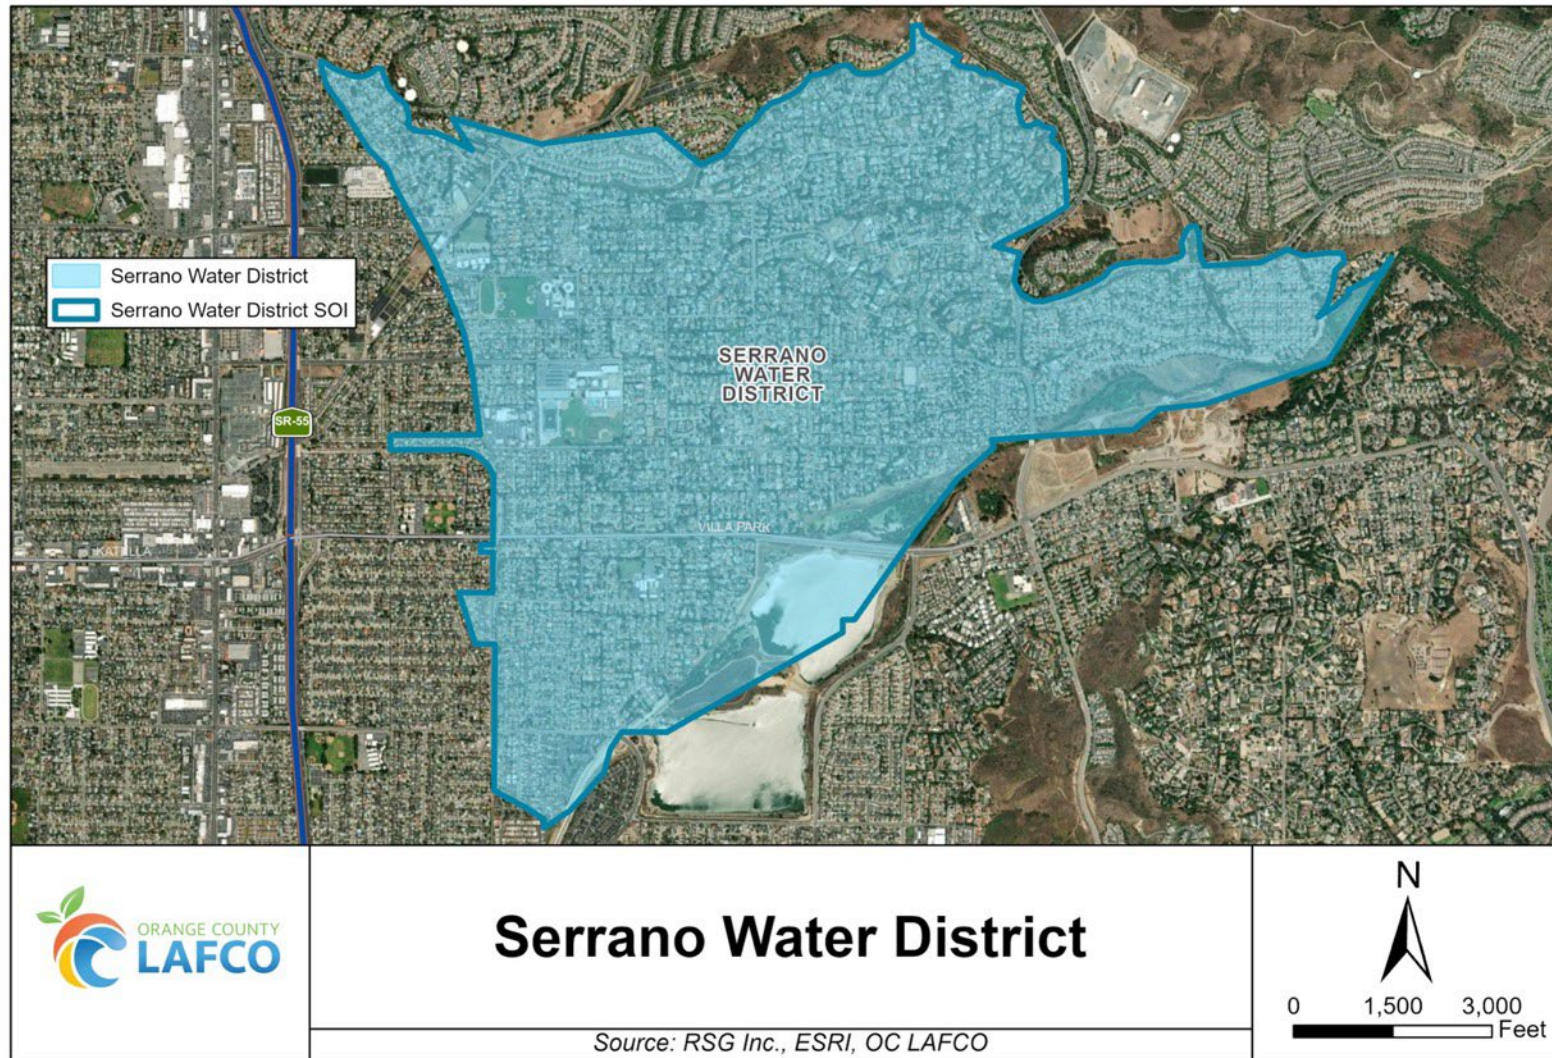 Serrano Water District
Serrano Water District SOI
SERRANO
WATER
DISTRICT
SR-55
VILLA PARK
ORANGE COUNTY
LAFCO
Serrano Water District
Source: RSG Inc., ESRI, OC LAFCO
N
0 1,500 3,000
Feet